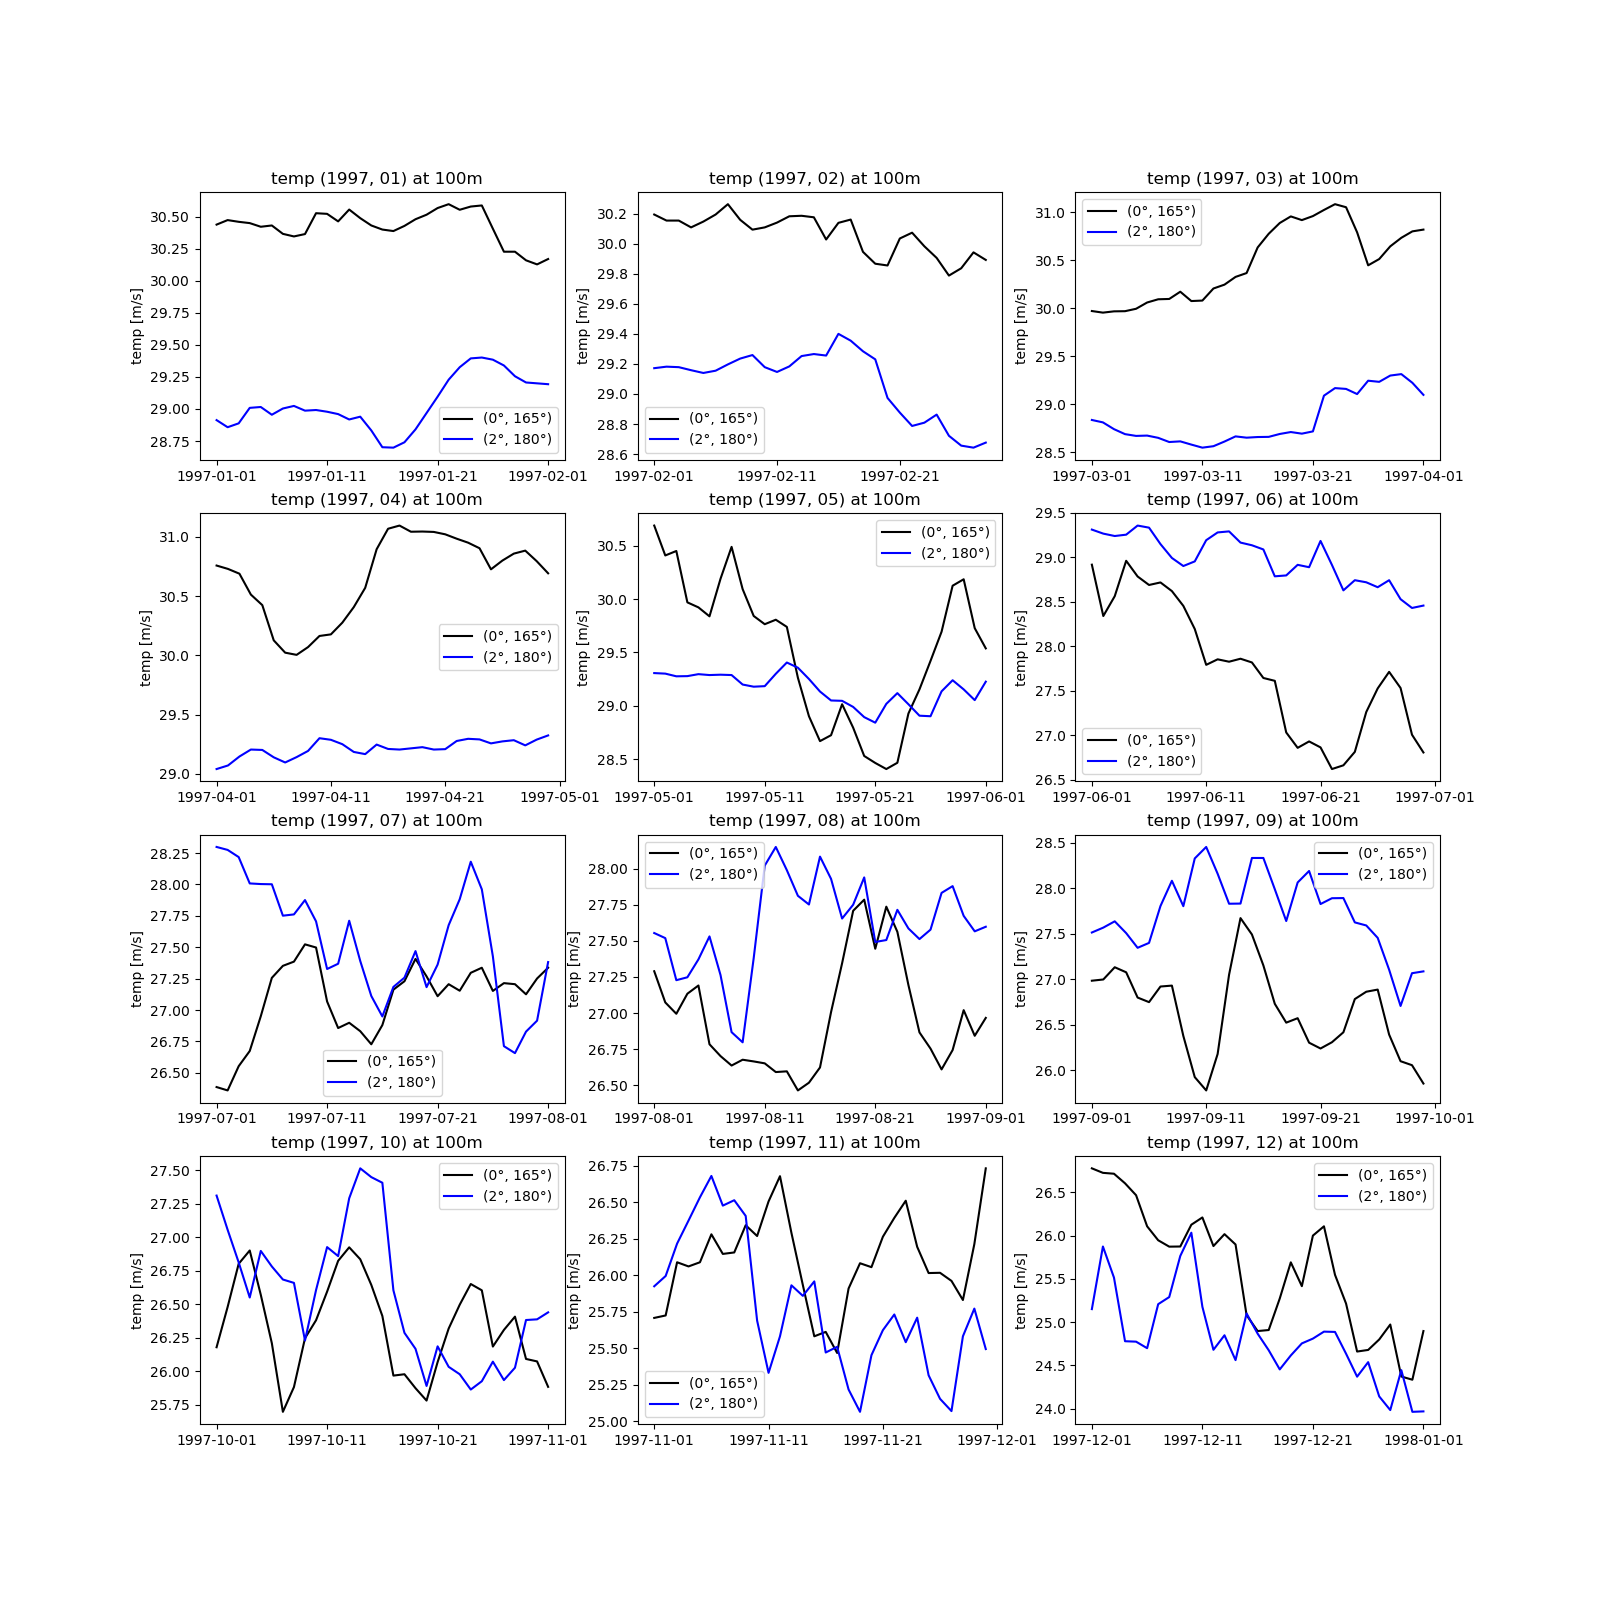 temp (1997, 01) at 100m
temp [m/s]
30.50
30.25
30.00
29.75
29.50
29.25
29.00
28.75
(0°, 165°)
(2°, 180°)
1997-01-01 1997-01-11 1997-01-21 1997-02-01
temp (1997, 02) at 100m
temp [m/s]
30.2
30.0
29.8
29.6
29.4
29.2
29.0
28.8
28.6
(0°, 165°)
(2°, 180°)
1997-02-01 1997-02-11 1997-02-21
temp (1997, 03) at 100m
temp [m/s]
31.0
30.5
30.0
29.5
29.0
28.5
(0°, 165°)
(2°, 180°)
1997-03-01 1997-03-11 1997-03-21 1997-04-01
temp (1997, 04) at 100m
temp [m/s]
31.0
30.5
30.0
29.5
29.0
(0°, 165°)
(2°, 180°)
1997-04-01 1997-04-11 1997-04-21 1997-05-01
temp (1997, 05) at 100m
temp [m/s]
30.5
30.0
29.5
29.0
28.5
(0°, 165°)
(2°, 180°)
1997-05-01 1997-05-11 1997-05-21 1997-06-01
temp (1997, 06) at 100m
temp [m/s]
29.5
29.0
28.5
28.0
27.5
27.0
26.5
(0°, 165°)
(2°, 180°)
1997-06-01 1997-06-11 1997-06-21 1997-07-01
temp (1997, 07) at 100m
temp [m/s]
28.25
28.00
27.75
27.50
27.25
27.00
26.75
26.50
(0°, 165°)
(2°, 180°)
1997-07-01 1997-07-11 1997-07-21 1997-08-01
temp (1997, 08) at 100m
temp [m/s]
28.00
27.75
27.50
27.25
27.00
26.75
26.50
(0°, 165°)
(2°, 180°)
1997-08-01 1997-08-11 1997-08-21 1997-09-01
temp (1997, 09) at 100m
temp [m/s]
28.5
28.0
27.5
27.0
26.5
26.0
(0°, 165°)
(2°, 180°)
1997-09-01 1997-09-11 1997-09-21 1997-10-01
temp (1997, 10) at 100m
temp [m/s]
27.50
27.25
27.00
26.75
26.50
26.25
26.00
25.75
(0°, 165°)
(2°, 180°)
1997-10-01 1997-10-11 1997-10-21 1997-11-01
temp (1997, 11) at 100m
temp [m/s]
26.75
26.50
26.25
26.00
25.75
25.50
25.25
25.00
(0°, 165°)
(2°, 180°)
1997-11-01 1997-11-11 1997-11-21 1997-12-01
temp (1997, 12) at 100m
temp [m/s]
26.5
26.0
25.5
25.0
24.5
24.0
(0°, 165°)
(2°, 180°)
1997-12-01 1997-12-11 1997-12-21 1998-01-01